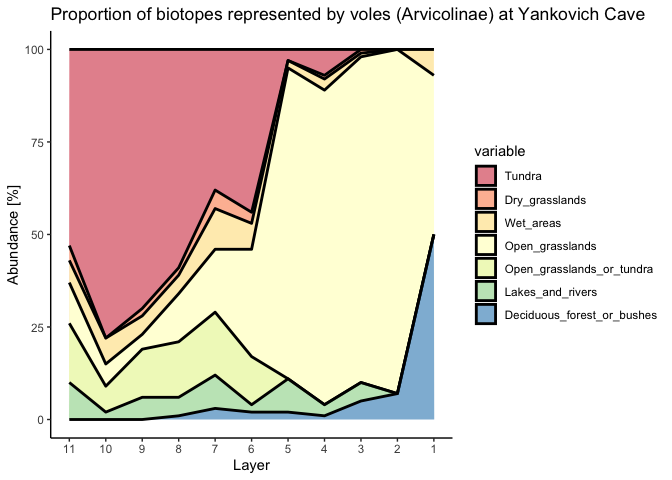 Proportion of biotopes represented by voles (Arvicolinae) at Yankovich Cave
100
75
50
25
0
Abundance [%]
11 10 9 8 7 6 5 4 3 2 1
Layer
variable
Tundra
Dry_grasslands
Wet_areas
Open_grasslands
Open_grasslands_or_tundra
Lakes_and_rivers
Deciduous_forest_or_bushes